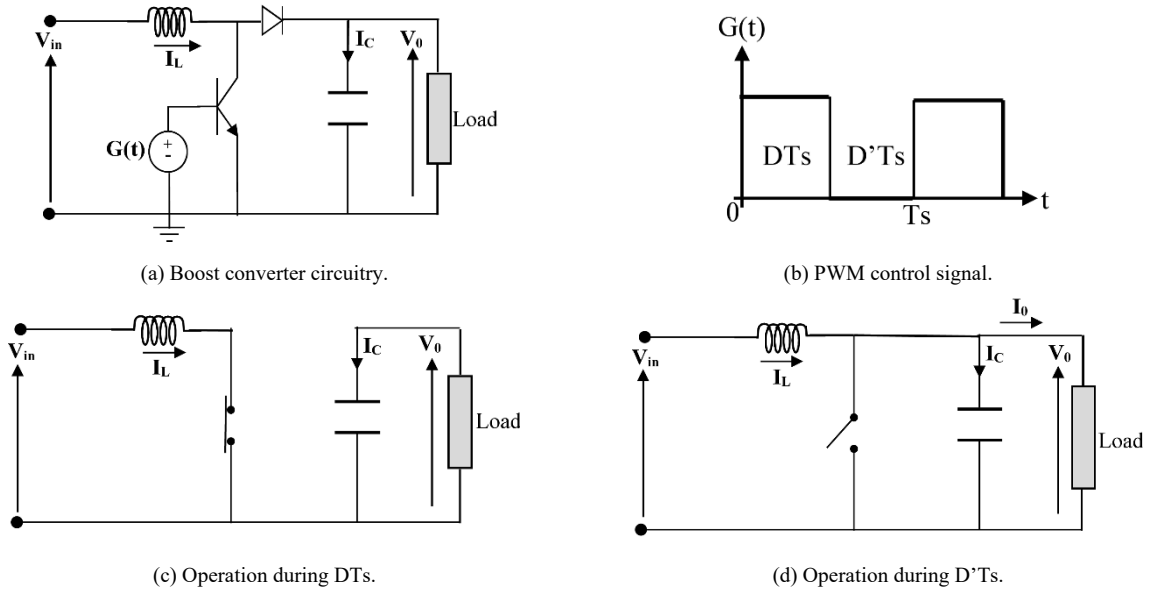 V_in
I_L
I_C
V_0
Load
G(t)
+
-
(a) Boost converter circuitry.
G(t)
DTs
D’Ts
0
Ts
t
(b) PWM control signal.
V_in
I_L
I_C
V_0
Load
(c) Operation during DTs.
I_0
V_in
I_L
I_C
V_0
Load
(d) Operation during D’Ts.